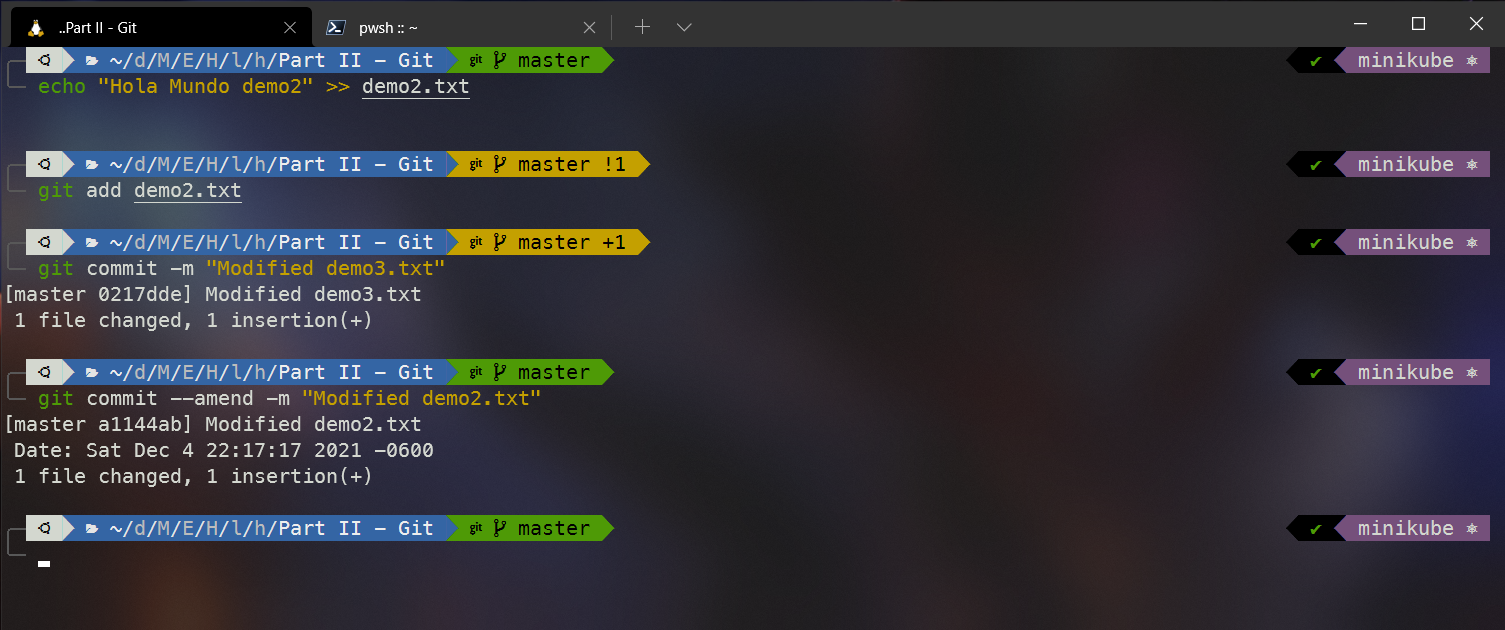 ..Part II - Git
pwsh :: ~
~/d/M/E/H/l/h/Part II - Git git master ✔ minikube
echo "Hola Mundo demo2" >> demo2.txt
~/d/M/E/H/l/h/Part II - Git git master !1 ✔ minikube
git add demo2.txt
~/d/M/E/H/l/h/Part II - Git git master +1 ✔ minikube
git commit -m "Modified demo3.txt"
[master 0217dde] Modified demo3.txt
1 file changed, 1 insertion(+)
~/d/M/E/H/l/h/Part II - Git git master ✔ minikube
git commit --amend -m "Modified demo2.txt"
[master a1144ab] Modified demo2.txt
Date: Sat Dec 4 22:17:17 2021 -0600
1 file changed, 1 insertion(+)
~/d/M/E/H/l/h/Part II - Git git master ✔ minikube